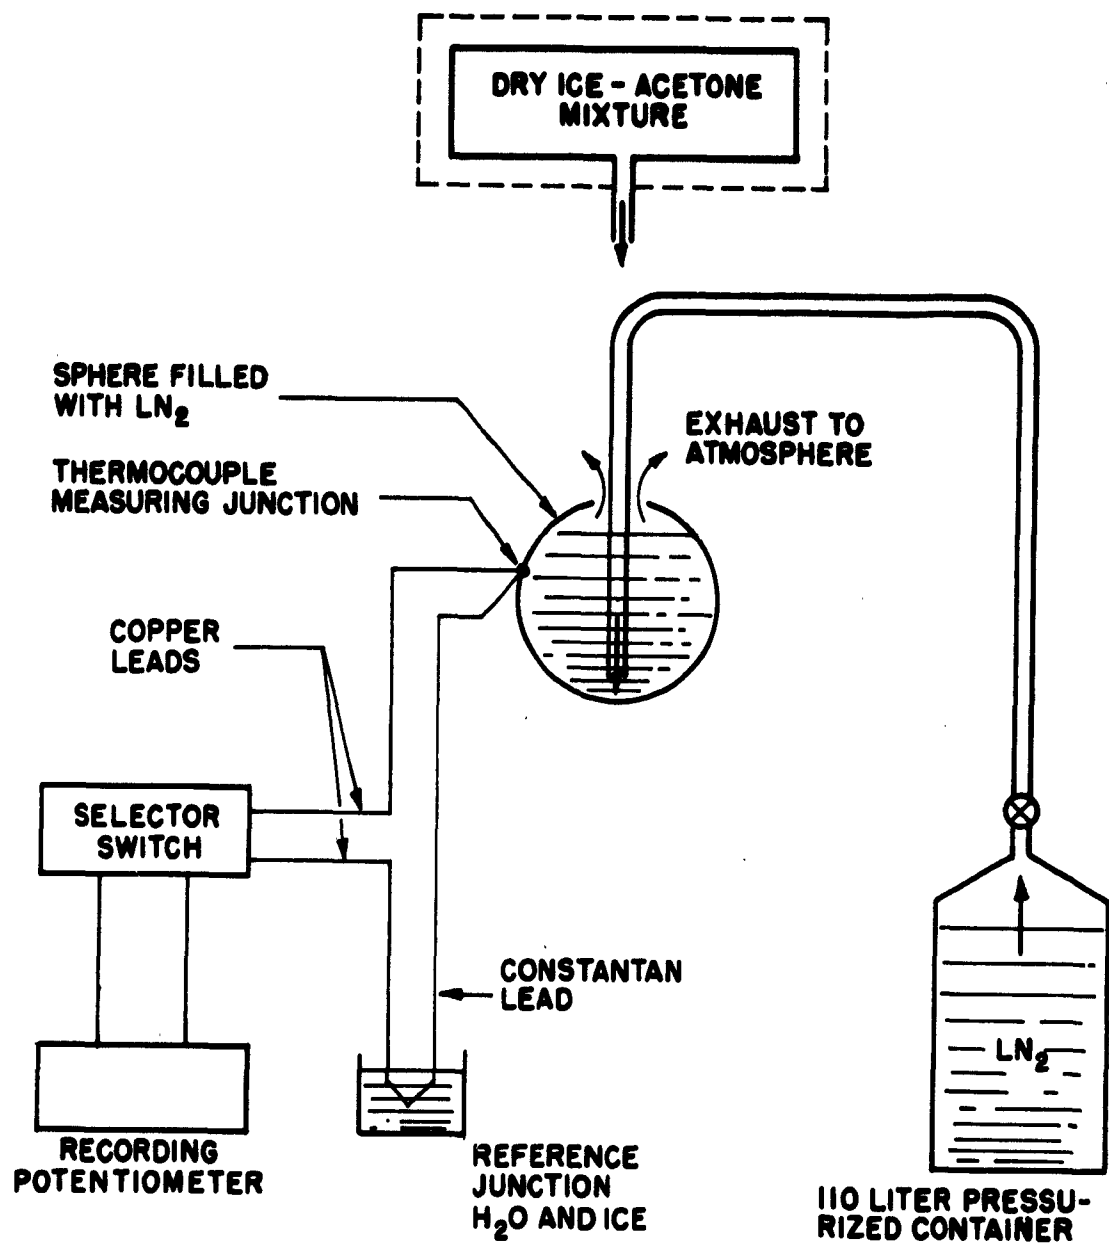 DRY ICE - ACETONE
MIXTURE
SPHERE FILLED
WITH LN₂
EXHAUST TO
ATMOSPHERE
THERMOCOUPLE
MEASURING JUNCTION
COPPER
LEADS
SELECTOR
SWITCH
CONSTANTAN
LEAD
LN₂
RECORDING
POTENTIOMETER
REFERENCE
JUNCTION
H₂O AND ICE
110 LITER PRESSU-
RIZED CONTAINER